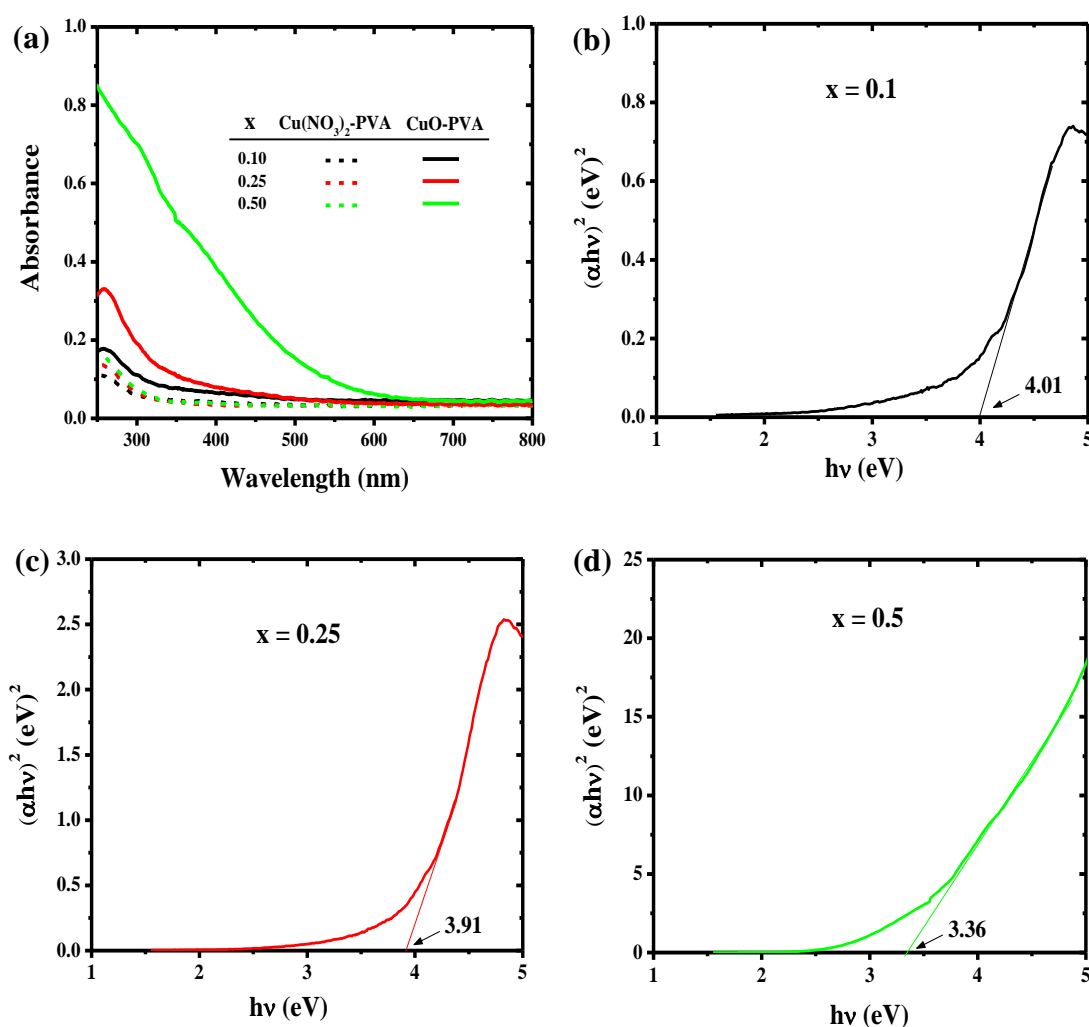 (a)
1.0
0.8
0.6
0.4
0.2
0.0
Absorbance
x Cu(NO₃)₂-PVA CuO-PVA
0.10
0.25
0.50
300 400 500 600 700 800
Wavelength (nm)
(b)
1.0
0.8
0.6
0.4
0.2
0.0
(αhν)² (eV)²
x = 0.1
4.01
1 2 3 4 5
hν (eV)
(c)
3.0
2.5
2.0
1.5
1.0
0.5
0.0
(αhν)² (eV)²
x = 0.25
3.91
1 2 3 4 5
hν (eV)
(d)
25
20
15
10
5
0
(αhν)² (eV)²
x = 0.5
3.36
1 2 3 4 5
hν (eV)